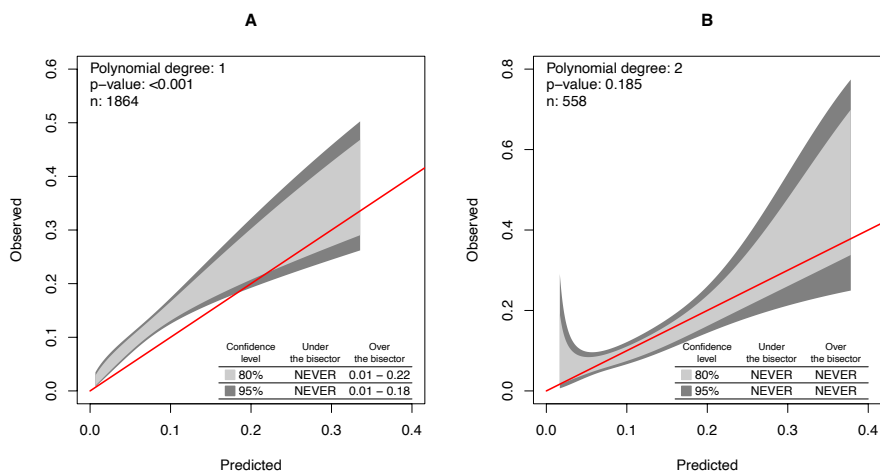 A
Polynomial degree: 1
p−value: <0.001
n: 1864
Observed
0.6
0.5
0.4
0.3
0.2
0.1
0.0
Confidence level Under the bisector Over the bisector
80% NEVER 0.01 − 0.22
95% NEVER 0.01 − 0.18
0.0 0.1 0.2 0.3 0.4
Predicted
B
Polynomial degree: 2
p−value: 0.185
n: 558
Observed
0.8
0.6
0.4
0.2
0.0
Confidence level Under the bisector Over the bisector
80% NEVER NEVER
95% NEVER NEVER
0.0 0.1 0.2 0.3 0.4
Predicted